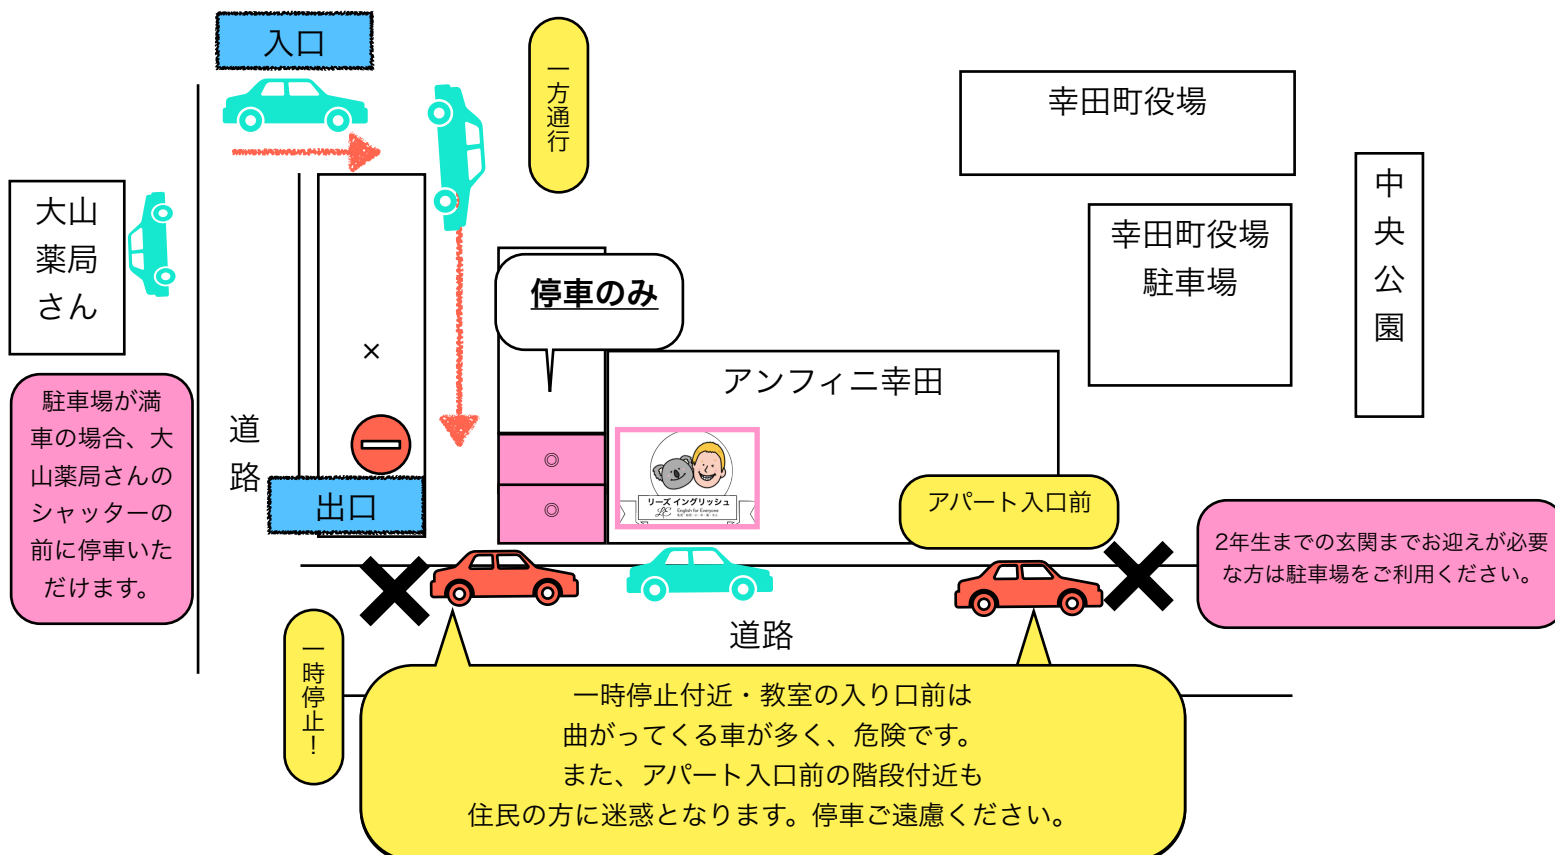 入口
一方通行
幸田町役場
中央公園
大山
薬局
さん
幸田町役場
駐車場
停車のみ
×
アンフィニ幸田
駐車場が満
車の場合、大
山薬局さんの
シャッターの
前に停車いた
だけます。
道路
◎
◎
出口
リーズ イングリッシュ
English for Everyone
アパート入口前
2年生までの玄関までお迎えが必要
な方は駐車場をご利用ください。
一時停止!
道路
一時停止付近・教室の入り口前は
曲がってくる車が多く、危険です。
また、アパート入口前の階段付近も
住民の方に迷惑となります。停車ご遠慮ください。